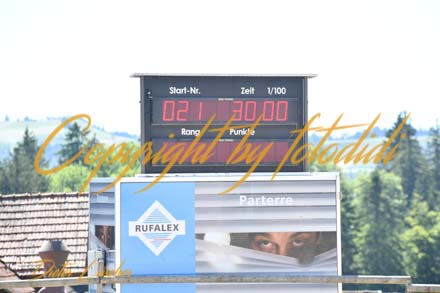 Start-Nr. Zeit 1/100
021 30.00
Rang Punkte
Copyright by fotodidi
Parterre
RUFALEX